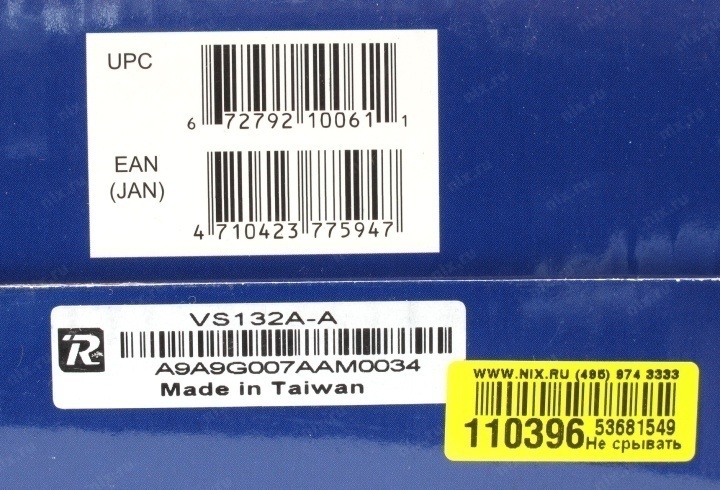 UPC
6 72792 10061 1
EAN
(JAN)
4 710423 775947
VS132A-A
R
A9A9G007AAM0034
Made in Taiwan
WWW.NIX.RU (495) 974 3333
110396 53681549
Не срывать